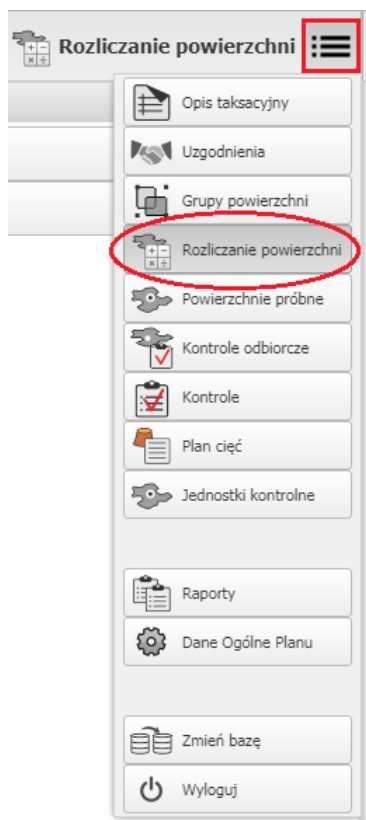 Rozliczanie powierzchni
Opis taksacyjny
Uzgodnienia
Grupy powierzchni
Rozliczanie powierzchni
Powierzchnie próbne
Kontrole odbiorcze
Kontrole
Plan cięć
Jednostki kontrolne
Raporty
Dane Ogólne Planu
Zmień bazę
Wyloguj